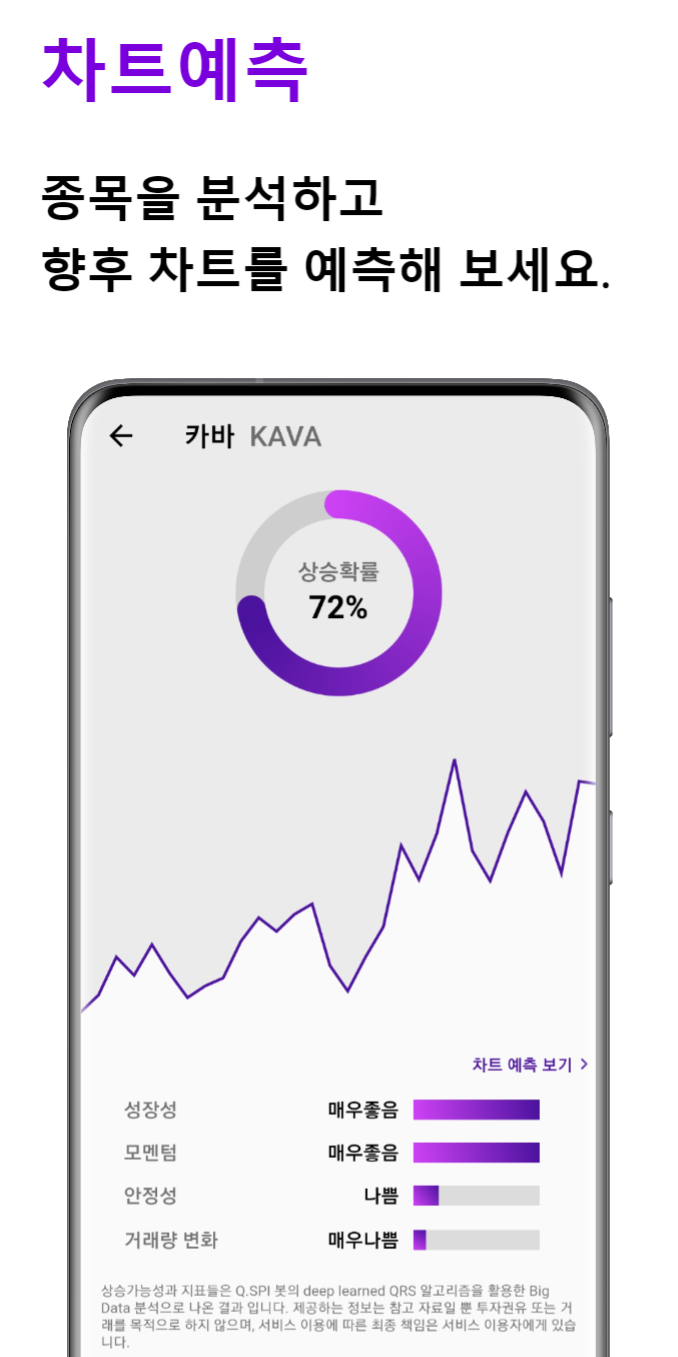 차트예측
종목을 분석하고
향후 차트를 예측해 보세요.
카바 KAVA
상승확률
72%
차트 예측 보기 >
성장성 매우좋음
모멘텀 매우좋음
안정성 나쁨
거래량 변화 매우나쁨
상승가능성과 지표들은 Q.SPI 봇의 deep learned QRS 알고리즘을 활용한 Big
Data 분석으로 나온 결과 입니다. 제공하는 정보는 참고 자료일 뿐 투자권유 또는 거
래를 목적으로 하지 않으며, 서비스 이용에 따른 최종 책임은 서비스 이용자에게 있습
니다.